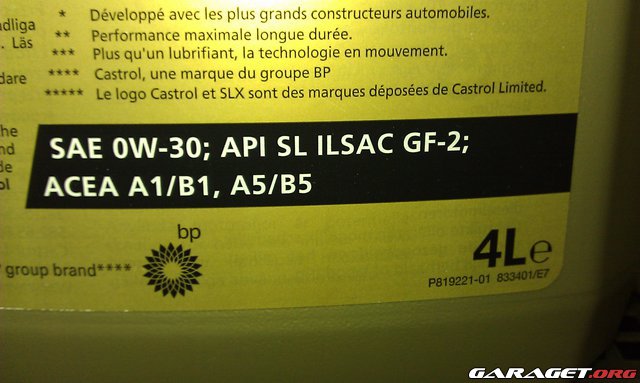 * Développé avec les plus grands constructeurs automobiles.
** Performance maximale longue durée.
*** Plus qu'un lubrifiant, la technologie en mouvement.
**** Castrol, une marque du groupe BP
***** Le logo Castrol et SLX sont des marques déposées de Castrol Limited.
. Läs
SAE 0W-30; API SL ILSAC GF-2;
ACEA A1/B1, A5/B5
bp
group brand****
4L e
P819221-01 833401/E7
GARAGET.ORG